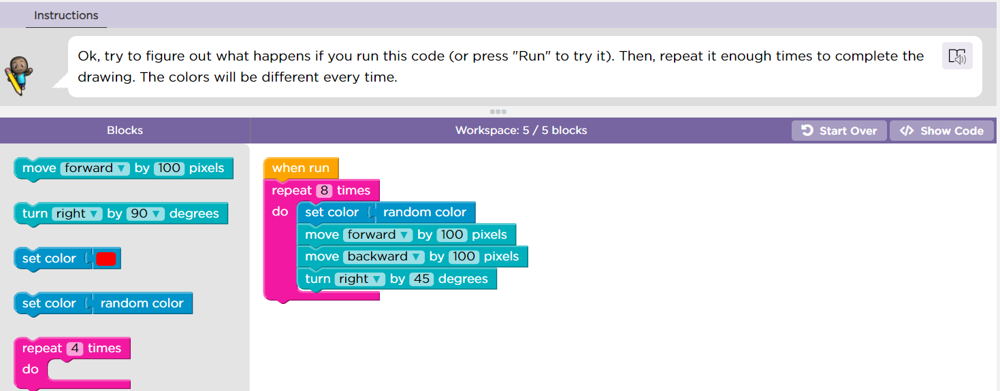 Instructions
Ok, try to figure out what happens if you run this code (or press "Run" to try it). Then, repeat it enough times to complete the
drawing. The colors will be different every time.
Blocks
Workspace: 5 / 5 blocks
Start Over
</> Show Code
move forward ▼ by 100 pixels
turn right ▼ by 90 ▼ degrees
set color
set color random color
repeat 4 times
do
when run
repeat 8 times
do set color random color
move forward ▼ by 100 pixels
move backward ▼ by 100 pixels
turn right ▼ by 45 degrees